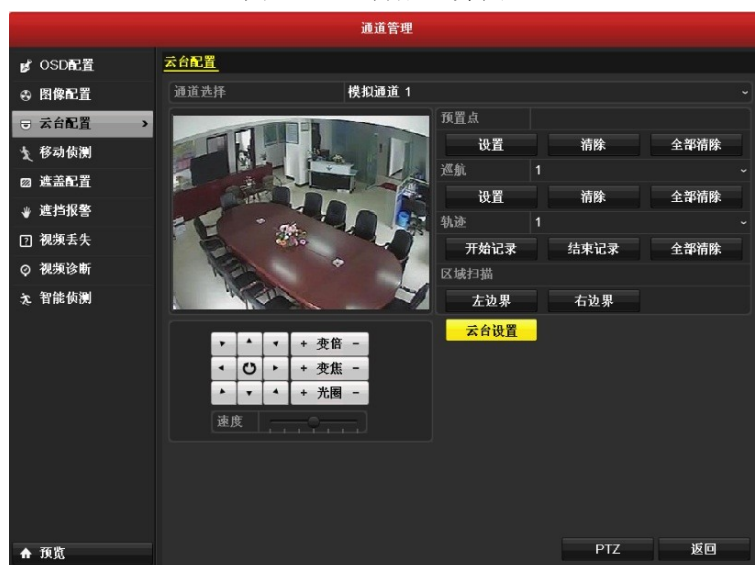 通道管理
OSD配置
图像配置
云台配置
移动侦测
遮盖配置
遮挡报警
视频丢失
视频诊断
智能侦测
预览
云台配置
通道选择 模拟通道 1
预置点
设置 清除 全部清除
巡航 1
设置 清除 全部清除
轨迹 1
开始记录 结束记录 全部清除
区域扫描
左边界 右边界
云台设置
+ 变倍 -
+ 变焦 -
+ 光圈 -
速度
PTZ 返回